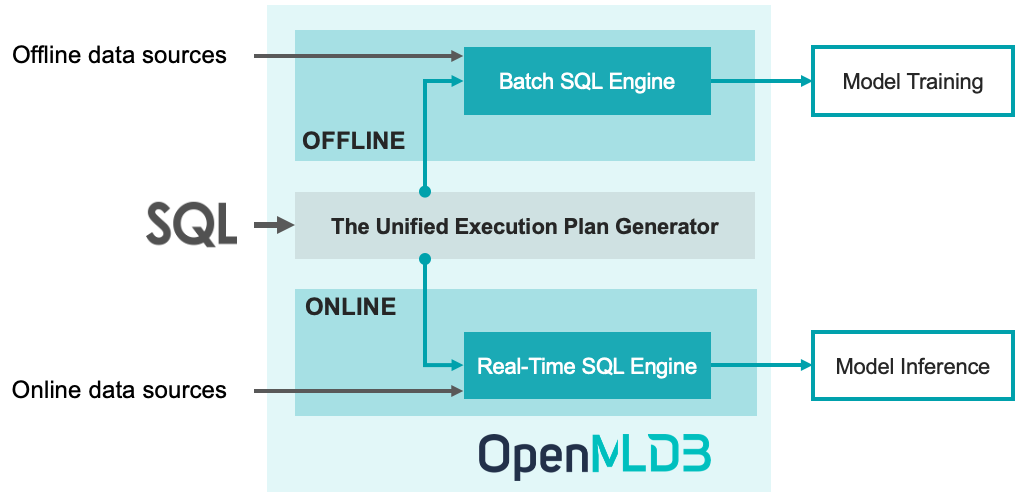 Offline data sources
Batch SQL Engine
Model Training
OFFLINE
SQL
The Unified Execution Plan Generator
ONLINE
Real-Time SQL Engine
Model Inference
Online data sources
OpenMLDB